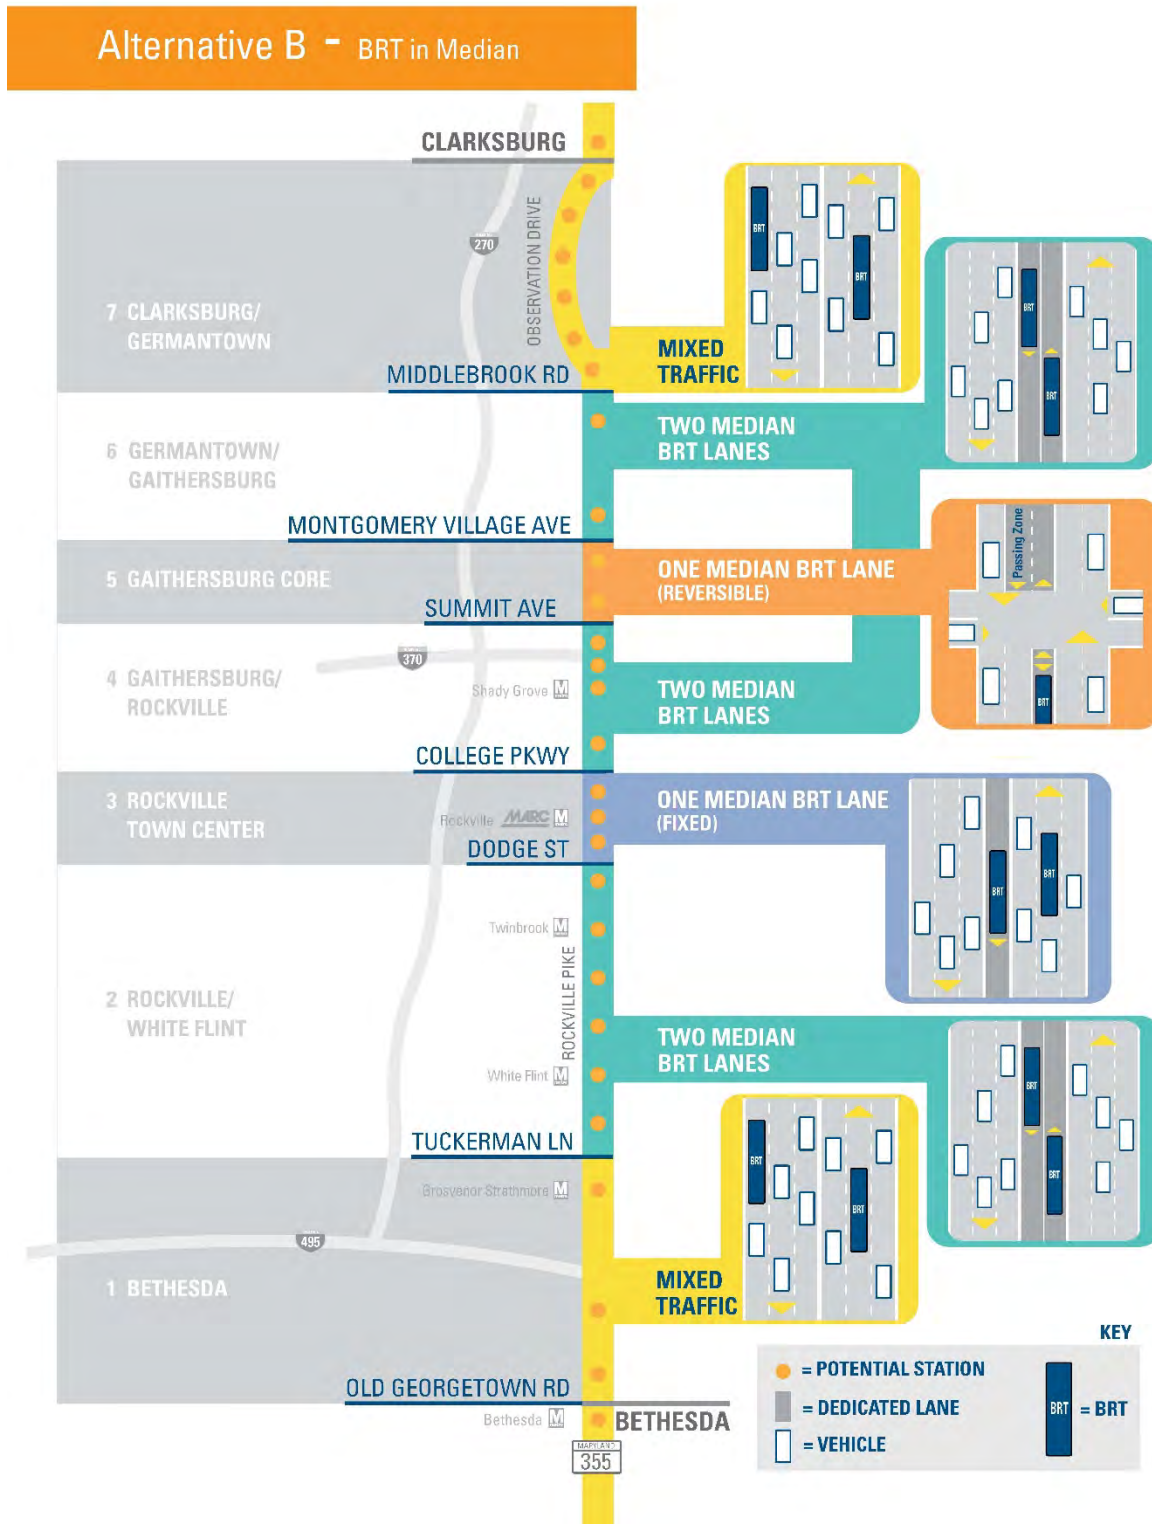 Alternative B - BRT in Median
CLARKSBURG
OBSERVATION DRIVE
270
7 CLARKSBURG/
GERMANTOWN
MIDDLEBROOK RD
MIXED
TRAFFIC
BRT
BRT
6 GERMANTOWN/
GAITHERSBURG
TWO MEDIAN
BRT LANES
BRT
BRT
MONTGOMERY VILLAGE AVE
5 GAITHERSBURG CORE
ONE MEDIAN BRT LANE
(REVERSIBLE)
Passing Zone
BRT
SUMMIT AVE
370
4 GAITHERSBURG/
ROCKVILLE
Shady Grove M
TWO MEDIAN
BRT LANES
COLLEGE PKWY
3 ROCKVILLE
TOWN CENTER
Rockville MARC M
ONE MEDIAN BRT LANE
(FIXED)
BRT
BRT
DODGE ST
Twinbrook M
ROCKVILLE PIKE
2 ROCKVILLE/
WHITE FLINT
White Flint M
TWO MEDIAN
BRT LANES
BRT
BRT
TUCKERMAN LN
Grosvenor Strathmore M
495
1 BETHESDA
MIXED
TRAFFIC
BRT
BRT
OLD GEORGETOWN RD
Bethesda M
BETHESDA
MARYLAND
355
KEY
= POTENTIAL STATION
= DEDICATED LANE
= VEHICLE
BRT = BRT